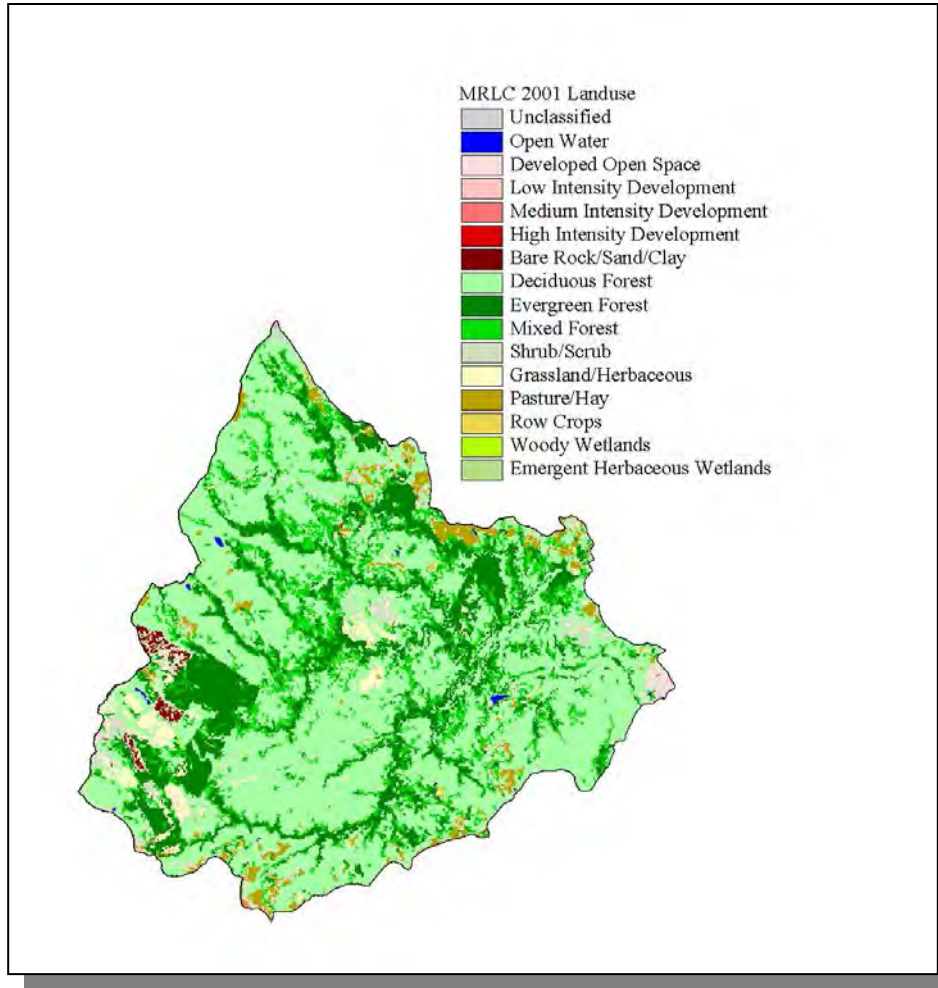 MRLC 2001 Landuse
Unclassified
Open Water
Developed Open Space
Low Intensity Development
Medium Intensity Development
High Intensity Development
Bare Rock/Sand/Clay
Deciduous Forest
Evergreen Forest
Mixed Forest
Shrub/Scrub
Grassland/Herbaceous
Pasture/Hay
Row Crops
Woody Wetlands
Emergent Herbaceous Wetlands